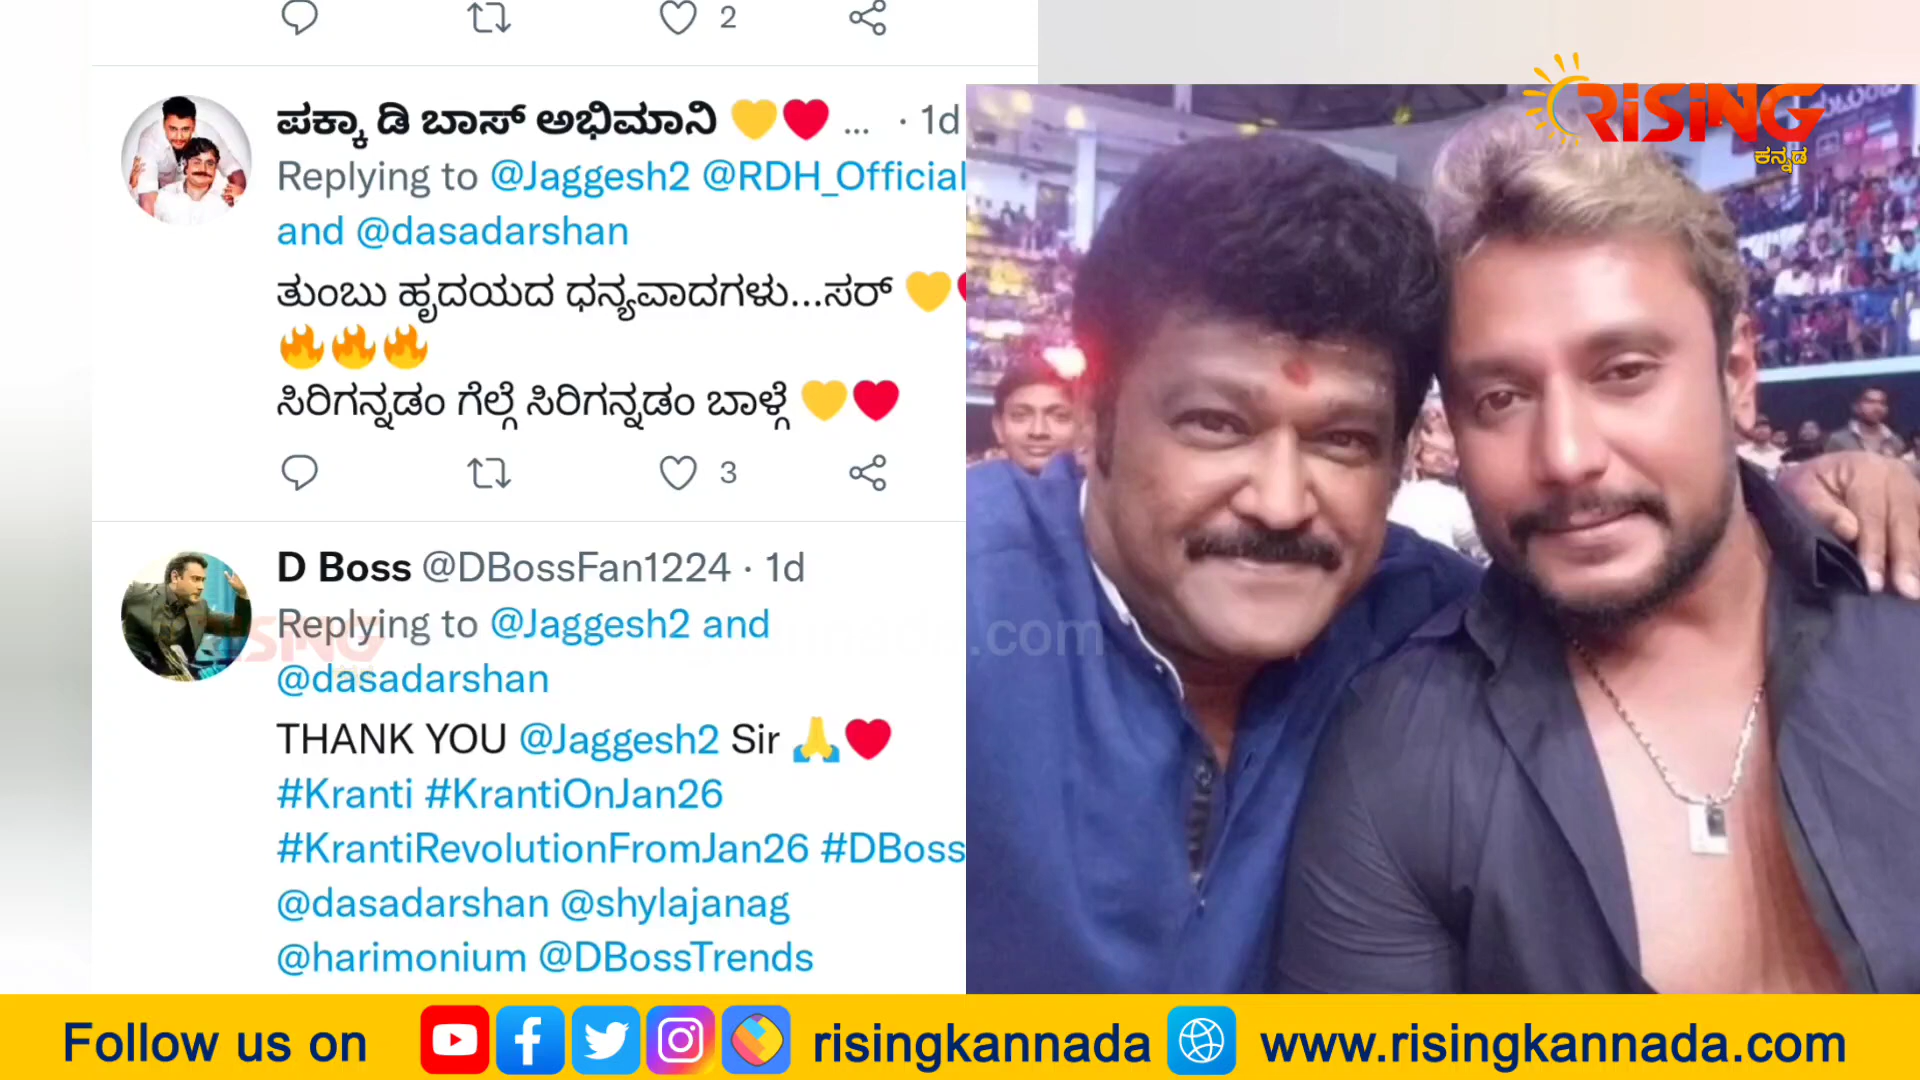 2
ಪಕ್ಕಾ ಡಿ ಬಾಸ್ ಅಭಿಮಾನಿ 💛❤️ ... · 1d
Replying to @Jaggesh2 @RDH_Official
and @dasadarshan
ತುಂಬು ಹೃದಯದ ಧನ್ಯವಾದಗಳು...ಸರ್ 💛❤️
🔥🔥🔥
ಸಿರಿಗನ್ನಡಂ ಗೆಲ್ಗೆ ಸಿರಿಗನ್ನಡಂ ಬಾಳ್ಗೆ 💛❤️
3
D Boss @DBossFan1224 · 1d
Replying to @Jaggesh2 and
@dasadarshan
THANK YOU @Jaggesh2 Sir 🙏❤️
#Kranti #KrantiOnJan26
#KrantiRevolutionFromJan26 #DBoss
@dasadarshan @shylajanag
@harimonium @DBossTrends
RISING
ಕನ್ನಡ
RISING
.com
Follow us on risingkannada www.risingkannada.com